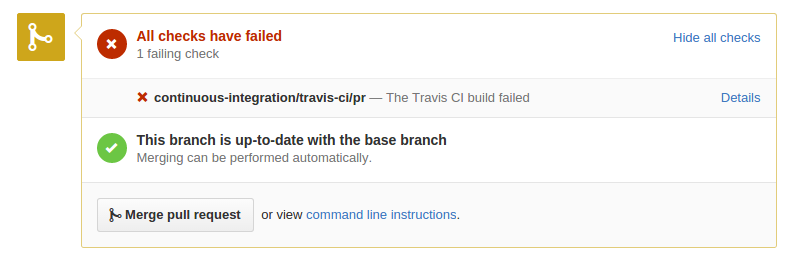 All checks have failed
Hide all checks
1 failing check
continuous-integration/travis-ci/pr — The Travis CI build failed
Details
This branch is up-to-date with the base branch
Merging can be performed automatically.
Merge pull request or view command line instructions.